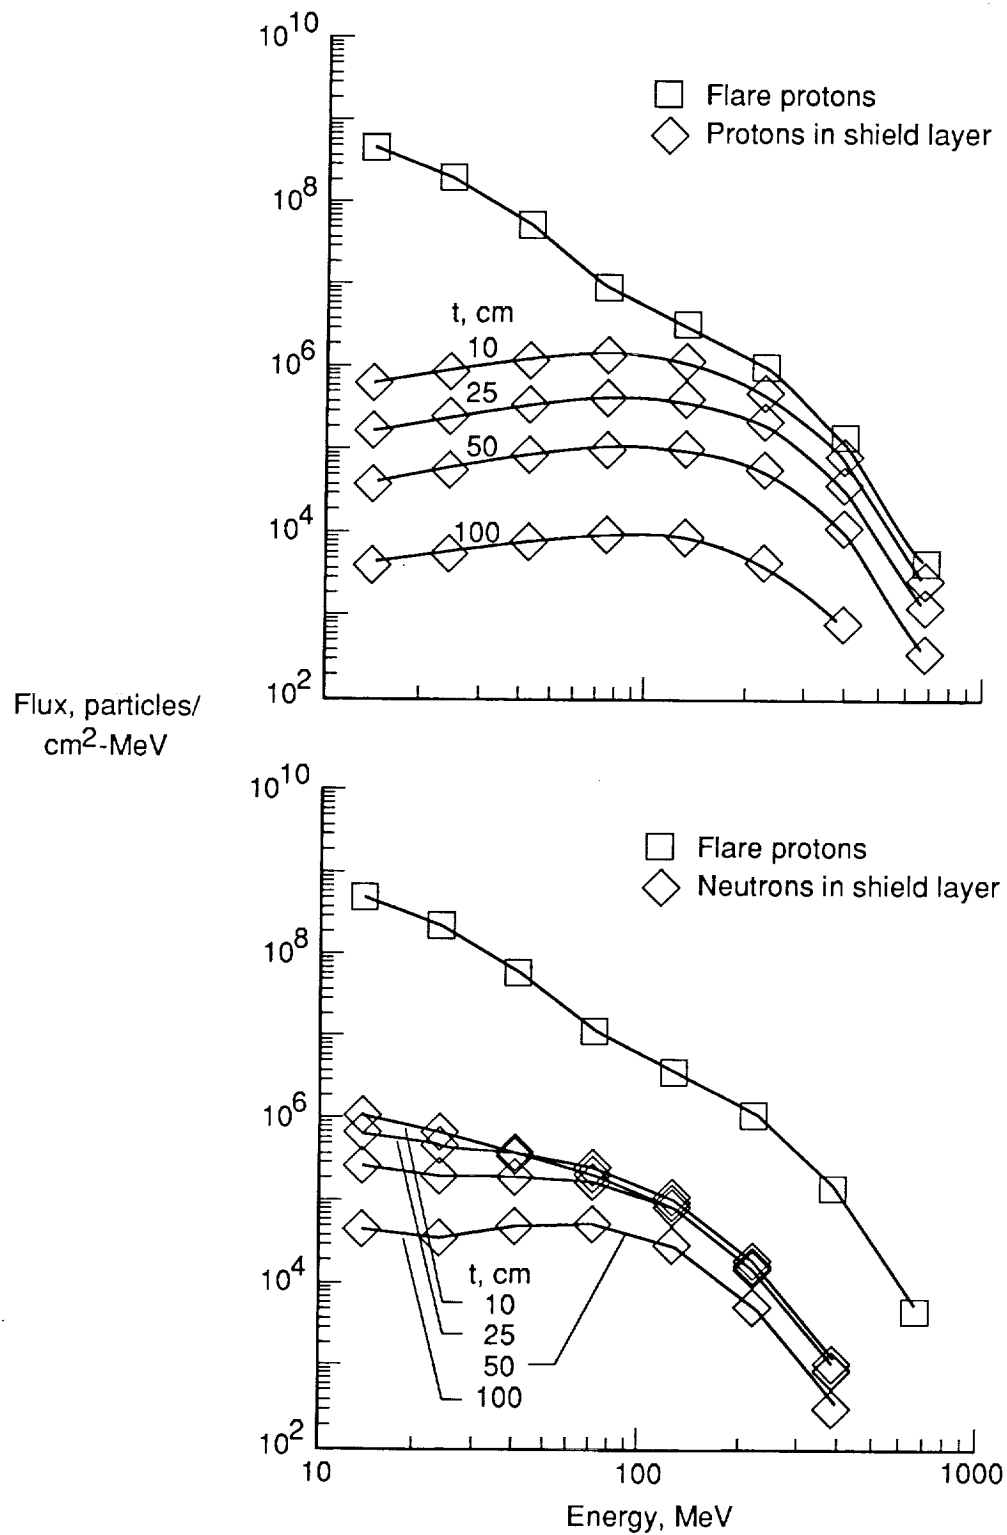 10^10
Flare protons
Protons in shield layer
10^8
t, cm
10
10^6
25
50
10^4
100
10^2
Flux, particles/
cm^2-MeV
10^10
Flare protons
Neutrons in shield layer
10^8
10^6
10^4
t, cm
10
25
50
100
10^2
10 100 1000
Energy, MeV